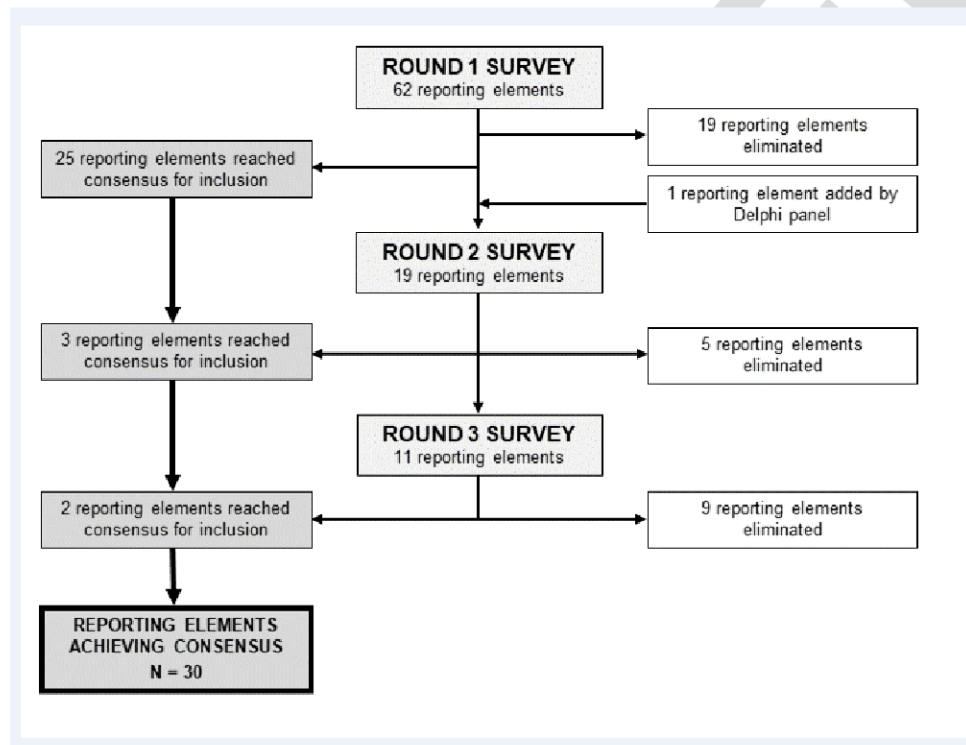 ROUND 1 SURVEY
62 reporting elements
19 reporting elements
eliminated
25 reporting elements reached
consensus for inclusion
1 reporting element added by
Delphi panel
ROUND 2 SURVEY
19 reporting elements
3 reporting elements reached
consensus for inclusion
5 reporting elements
eliminated
ROUND 3 SURVEY
11 reporting elements
2 reporting elements reached
consensus for inclusion
9 reporting elements
eliminated
REPORTING ELEMENTS
ACHIEVING CONSENSUS
N = 30